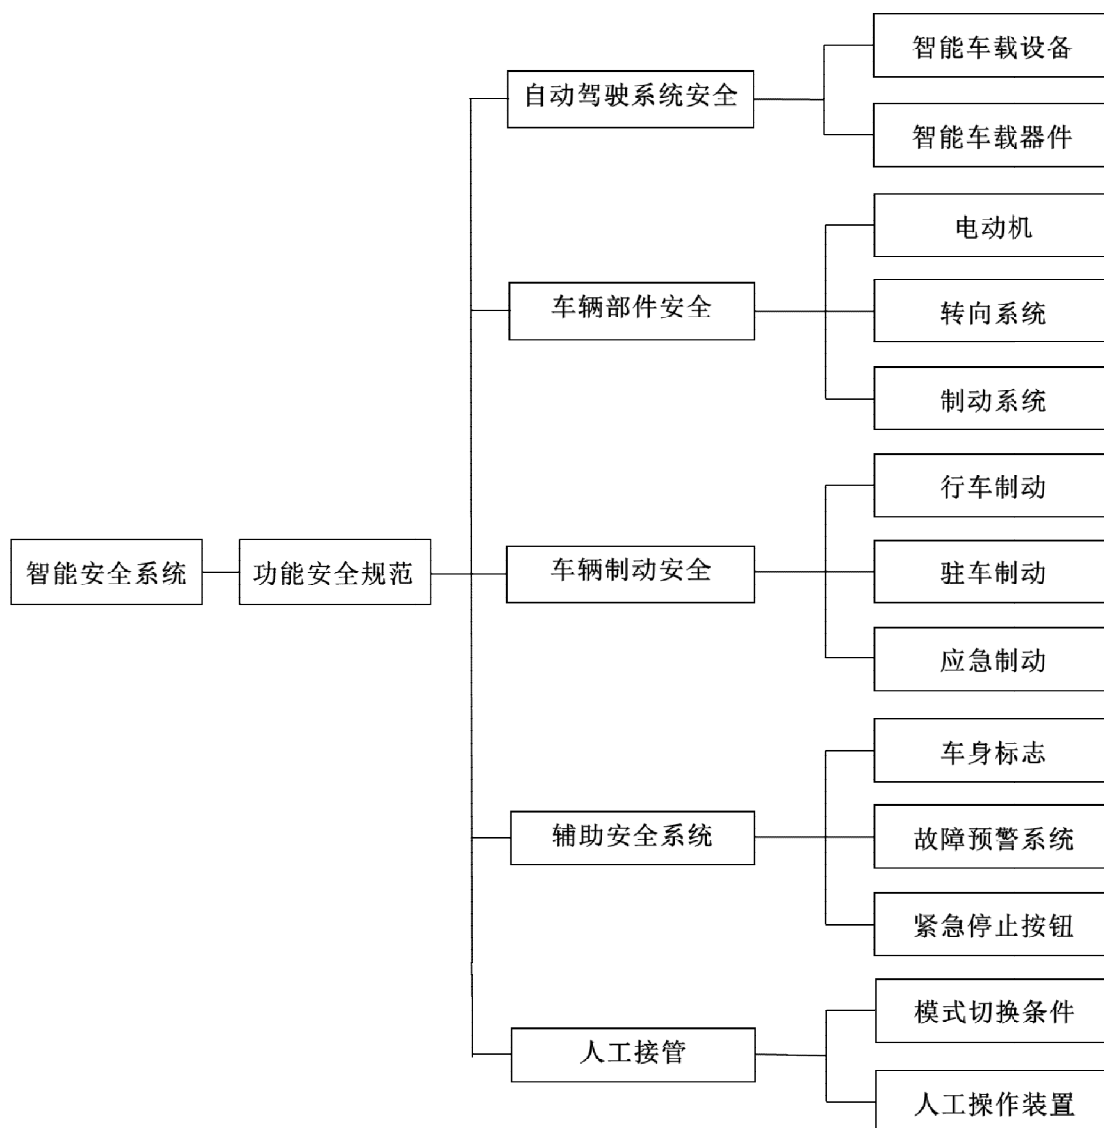 智能安全系统
功能安全规范
自动驾驶系统安全
智能车载设备
智能车载器件
车辆部件安全
电动机
转向系统
制动系统
车辆制动安全
行车制动
驻车制动
应急制动
辅助安全系统
车身标志
故障预警系统
紧急停止按钮
人工接管
模式切换条件
人工操作装置